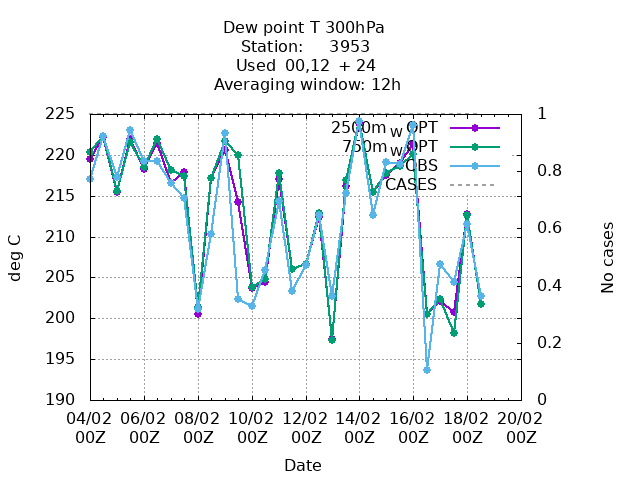 Dew point T 300hPa
Station: 3953
Used 00,12 + 24
Averaging window: 12h
225 1
2500m_w OPT
220 750m_w OPT
OBS 0.8
215 CASES
210 0.6
deg C No cases
205 0.4
200
195 0.2
190 0
04/02 06/02 08/02 10/02 12/02 14/02 16/02 18/02 20/02
00Z 00Z 00Z 00Z 00Z 00Z 00Z 00Z 00Z
Date